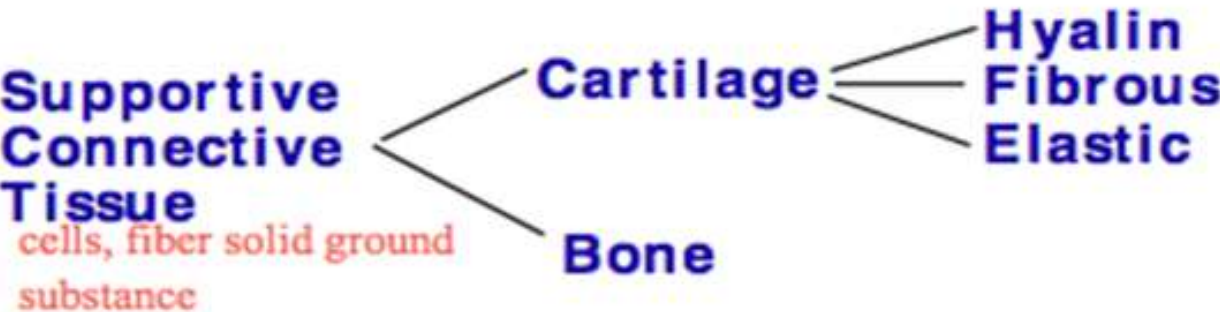 Supportive
Connective
Tissue
cells, fiber solid ground
substance
Cartilage
Bone
Hyalin
Fibrous
Elastic